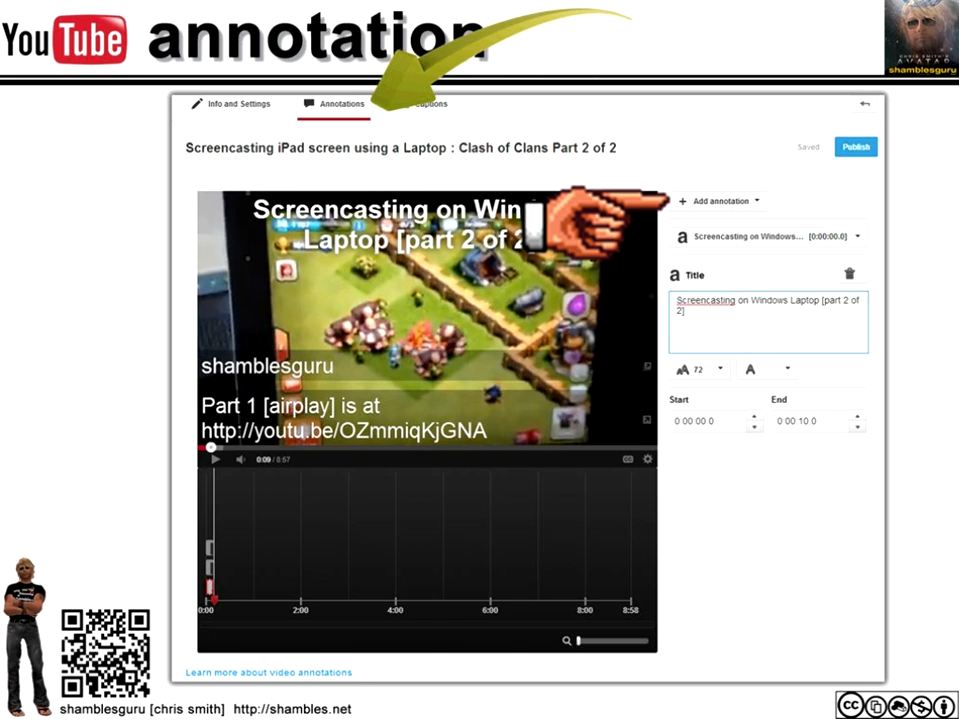 YouTube annotation
CHRIS SMITH'S
AVATAR
shamblesguru
Info and Settings
Annotations
Screencasting iPad screen using a Laptop : Clash of Clans Part 2 of 2
Saved
Publish
Screencasting on Win
Laptop [part 2 of 2
+ Add annotation
a Screencasting on Windows... [0:00:00.0]
a Title
Screencasting on Windows Laptop [part 2 of
2]
AA 72
A
Start
End
0:00:00.0
0:00:10.0
shamblesguru
Part 1 [airplay] is at
http://youtu.be/OZmmiqKjGNA
0:09 / 8:57
0:00
2:00
4:00
6:00
8:00
8:58
Learn more about video annotations
shamblesguru [chris smith] http://shambles.net
cc